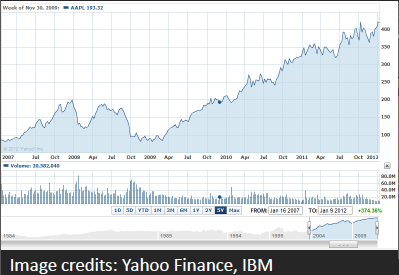 Week of Nov 30, 2009: AAPL 193.32
400
350
300
250
200
150
100
2007 Jul Oct 2008 Apr Jul Oct 2009 Apr Jul Oct 2010 Apr Jul Oct 2011 Apr Jul Oct 2012
Volume: 20,582,040
80.0M
40.0M
20.0M
1D 5D 1M 3M 6M YTD 1Y 2Y 5Y Max FROM: Jan 16 2007 TO: Jan 9 2012 +374.36%
1984 1989 1994 1999 2004 2009
Image credits: Yahoo Finance, IBM